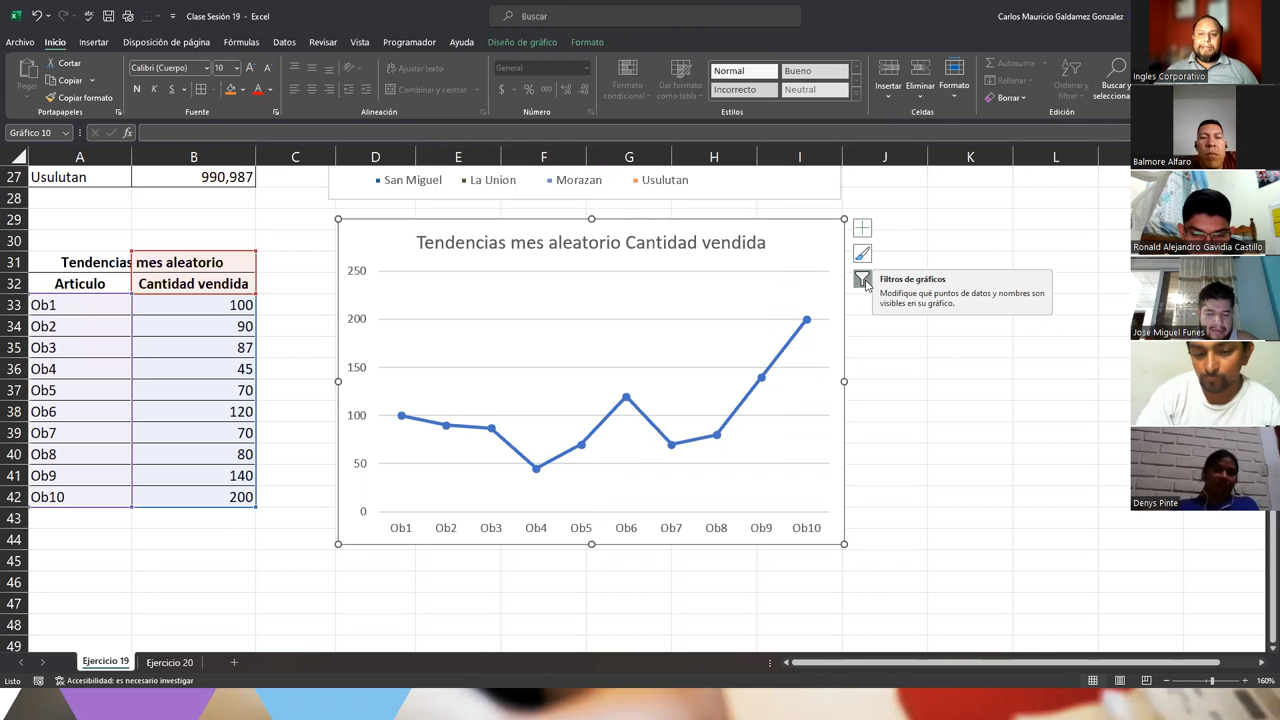 Clase Sesión 19 - Excel
Buscar
Carlos Mauricio Galdamez Gonzalez
Archivo Inicio Insertar Disposición de página Fórmulas Datos Revisar Vista Programador Ayuda Diseño de gráfico Formato
Pegar
Cortar
Copiar
Copiar formato
Portapapeles
Calibri (Cuerpo) 10
N K S
Fuente
Ajustar texto
Combinar y centrar
Alineación
General
Número
Formato condicional
Dar formato como tabla
Normal Bueno
Incorrecto Neutral
Estilos
Insertar Eliminar Formato
Celdas
Autosuma
Rellenar
Borrar
Ordenar y filtrar
Buscar y selecciona
Edición
Gráfico 10
fx
A B C D E F G H I J K L
27 Usulutan 990,987
28
29
30
31 Tendencias mes aleatorio
32 Articulo Cantidad vendida
33 Ob1 100
34 Ob2 90
35 Ob3 87
36 Ob4 45
37 Ob5 70
38 Ob6 120
39 Ob7 70
40 Ob8 80
41 Ob9 140
42 Ob10 200
43
44
45
46
47
48
49
San Miguel La Union Morazan Usulutan
Tendencias mes aleatorio Cantidad vendida
250
200
150
100
50
0
Ob1 Ob2 Ob3 Ob4 Ob5 Ob6 Ob7 Ob8 Ob9 Ob10
Filtros de gráficos
Modifique qué puntos de datos y nombres son
visibles en su gráfico.
Ingles Corporativo
Balmore Alfaro
Ronald Alejandro Gavidia Castillo
Jose Miguel Funes
Denys Pinte
Ejercicio 19 Ejercicio 20
Listo Accesibilidad: es necesario investigar 160%